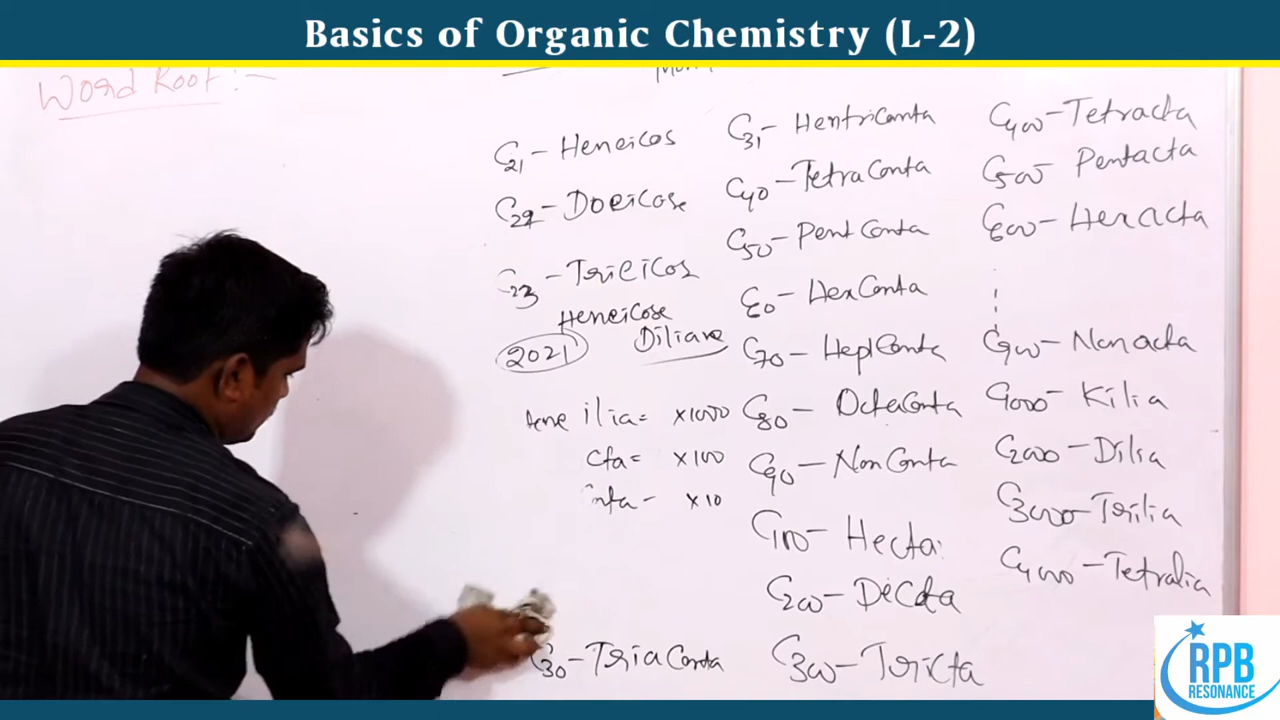 Basics of Organic Chemistry (L-2)
Word Root :-
C21 - Heneicos
C22 - Doeicose
C23 - Trieicos
Heneicose
2021 Diliane
ilia = x1000
Cta = x100
nta - x10
C30 - TriaConta
C31 - HentriConta
C40 - TetraConta
C50 - PentConta
C60 - HexConta
C70 - HeptConta
C80 - OctaConta
C90 - NonConta
C100 - Hecta
C200 - DiCta
C300 - Tricta
C400 - Tetracta
C500 - Pentacta
C600 - Hexacta
C900 - Nonacta
C1000 - Kilia
C2000 - Dilia
C3000 - Trilia
C4000 - Tetralia
RPB
RESONANCE